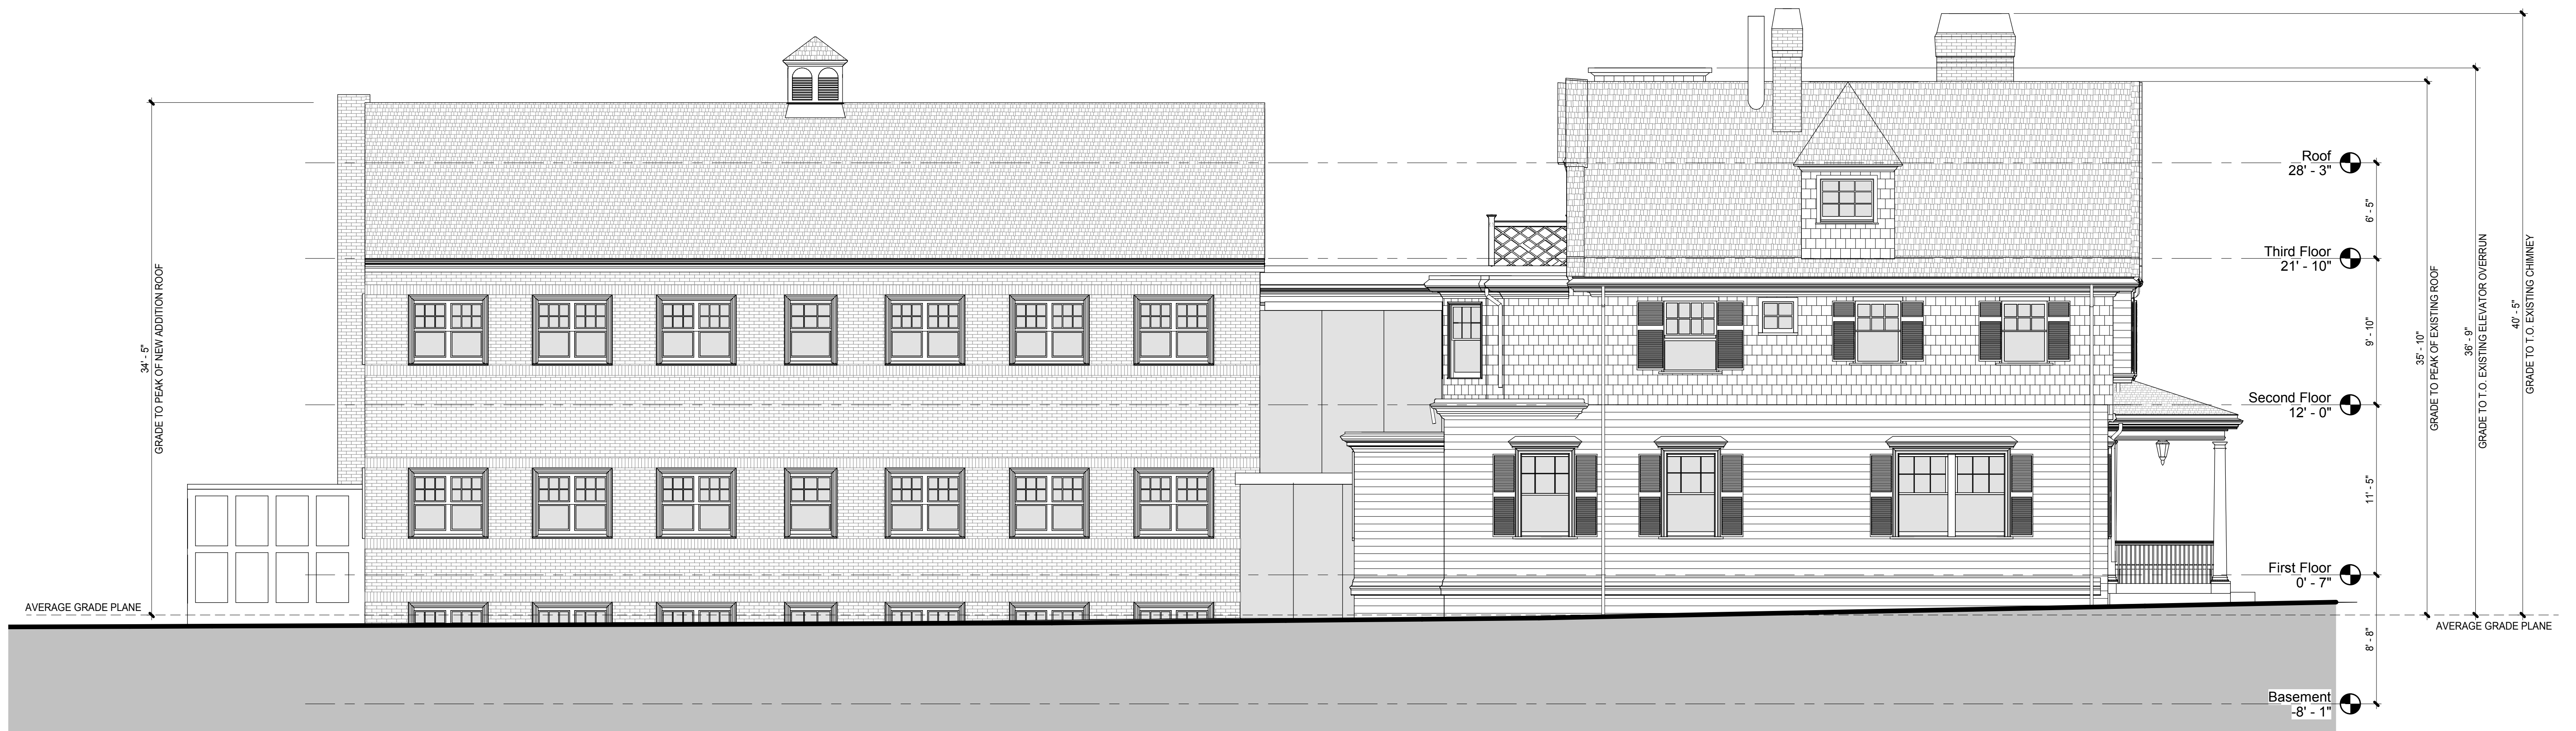 34' - 5"
GRADE TO PEAK OF NEW ADDITION ROOF
AVERAGE GRADE PLANE
Roof
28' - 3"
6' - 5"
Third Floor
21' - 10"
9' - 10"
Second Floor
12' - 0"
11' - 5"
First Floor
0' - 7"
8' - 8"
Basement
-8' - 1"
35' - 10"
GRADE TO PEAK OF EXISTING ROOF
36' - 9"
GRADE TO T.O. EXISTING ELEVATOR OVERRUN
40' - 5"
GRADE TO T.O. EXISTING CHIMNEY
AVERAGE GRADE PLANE